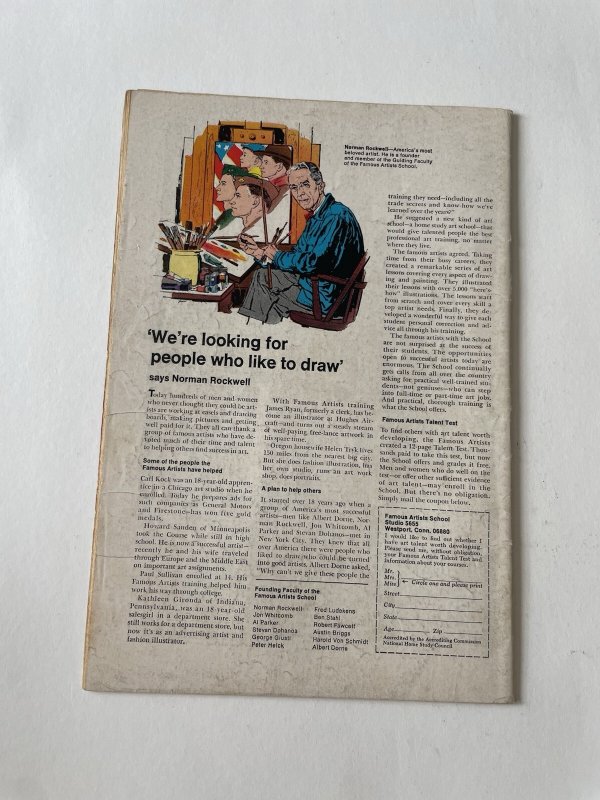 Norman Rockwell—America's most
beloved artist. He is a founder
and member of the Guiding Faculty
of the Famous Artists School.
'We're looking for
people who like to draw'
says Norman Rockwell
Today hundreds of men and women
who never thought they could be art-
ists are working at easels and drawing
boards, making pictures and getting
well paid for it. They all can thank a
group of famous artists who have de-
voted much of their time and talent
to helping others find success in art.
Some of the people the
Famous Artists have helped
Carl Kock was an 18-year-old appren-
tice in a Chicago art studio when he
enrolled. Today he prepares ads for
such companies as General Motors
and Firestone—has won five gold
medals.
Howard Sanden of Minneapolis
took the Course while still in high
school. He is now a successful artist—
recently he and his wife traveled
through Europe and the Middle East
on important art assignments.
Paul Sullivan enrolled at 14. His
Famous Artists training helped him
work his way through college.
Kathleen Gironda of Indiana,
Pennsylvania, was an 18-year-old
salesgirl in a department store. She
still works for a department store, but
now it's as an advertising artist and
fashion illustrator.
With Famous Artists training
James Ryan, formerly a clerk, has be-
come an illustrator at Hughes Air-
craft—and turns out a steady stream
of well-paying free-lance artwork in
his spare time.
Oregon housewife Helen Tryk lives
150 miles from the nearest big city.
But she does fashion illustration, has
her own studio, runs an art work
shop, does portraits.
A plan to help others
It started over 18 years ago when a
group of America's most successful
artists—men like Albert Dorne, Nor-
man Rockwell, Jon Whitcomb, Al
Parker and Stevan Dohanos—met in
New York City. They knew that all
over America there were people who
liked to draw who could be turned
into good artists. Albert Dorne asked,
"Why can't we give these people the
Founding Faculty of the
Famous Artists School
Norman Rockwell
Jon Whitcomb
Al Parker
Stevan Dohanos
George Giusti
Peter Helck
Fred Ludekens
Ben Stahl
Robert Fawcett
Austin Briggs
Harold Von Schmidt
Albert Dorne
training they need—including all the
trade secrets and know-how we've
learned over the years?"
He suggested a new kind of art
school—a home study art school—that
would give talented people the best
professional art training, no matter
where they live.
The famous artists agreed. Taking
time from their busy careers, they
created a remarkable series of art
lessons covering every aspect of draw-
ing and painting. They illustrated
their lessons with over 5,000 "here's
how" illustrations. The lessons start
from scratch and cover every skill a
top artist needs. Finally, they de-
veloped a wonderful way to give each
student personal correction and ad-
vice all through his training.
The famous artists with the School
are not surprised at the success of
their students. The opportunities
open to successful artists today are
enormous. The School continually
gets calls from all over the country
asking for practical well-trained stu-
dents—not geniuses—who can step
into full-time or part-time art jobs.
And practical, thorough training is
what the School offers.
Famous Artists Talent Test
To find others with art talent worth
developing, the Famous Artists
created a 12-page Talent Test. Thou-
sands paid to take this test, but now
the School offers and grades it free.
Men and women who do well on the
test—or offer other sufficient evidence
of art talent—may enroll in the
School. But there's no obligation.
Simply mail the coupon below.
Famous Artists School
Studio 5655
Westport, Conn. 06880
I would like to find out whether I
have art talent worth developing.
Please send me, without obligation,
your Famous Artists Talent Test and
information about your courses.
Mr.
Mrs.
Miss
← Circle one and please print
Street
City
State
Age Zip
Accredited by the Accrediting Commission
National Home Study Council